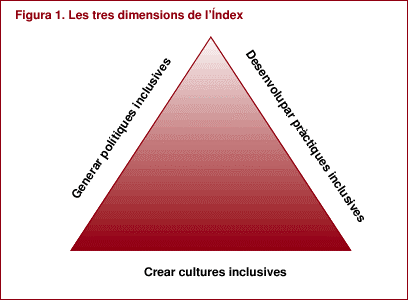 Figura 1. Les tres dimensions de l'Índex
Generar polítiques inclusives
Desenvolupar pràctiques inclusives
Crear cultures inclusives